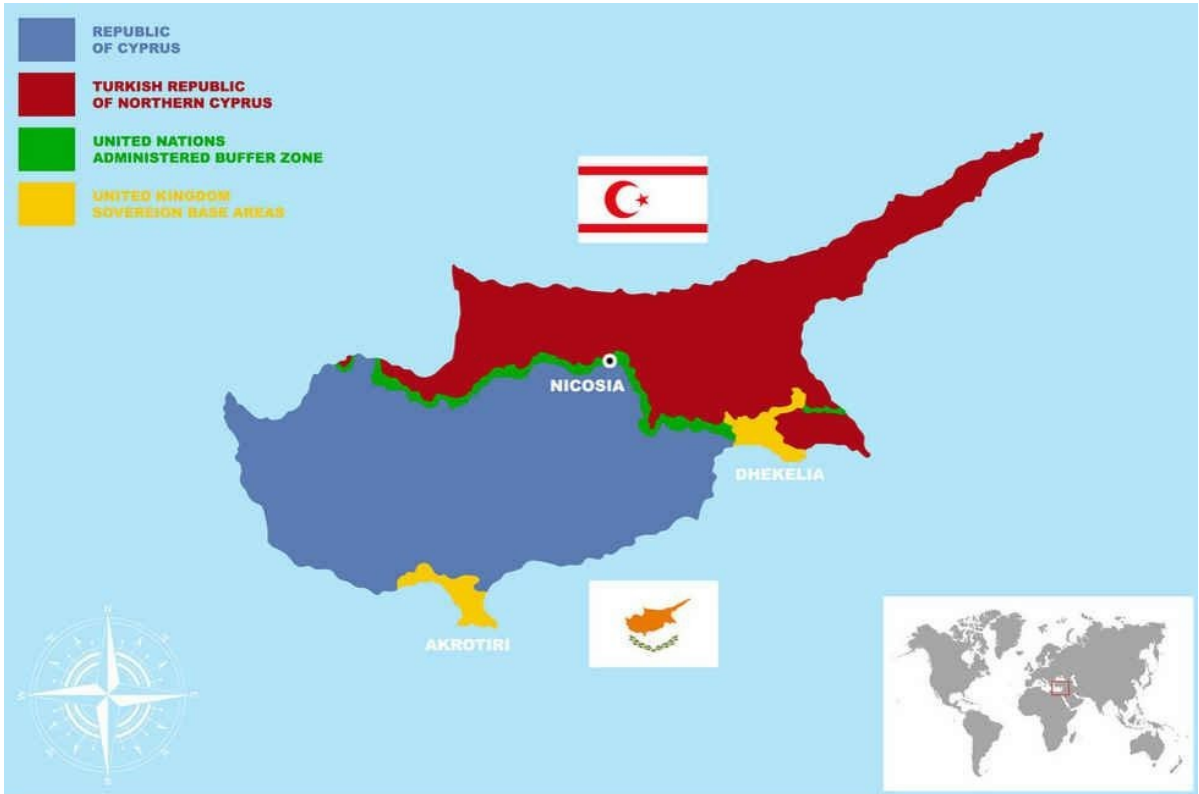 REPUBLIC
OF CYPRUS
TURKISH REPUBLIC
OF NORTHERN CYPRUS
UNITED NATIONS
ADMINISTERED BUFFER ZONE
UNITED KINGDOM
SOVEREIGN BASE AREAS
NICOSIA
DHEKELIA
AKROTIRI
N